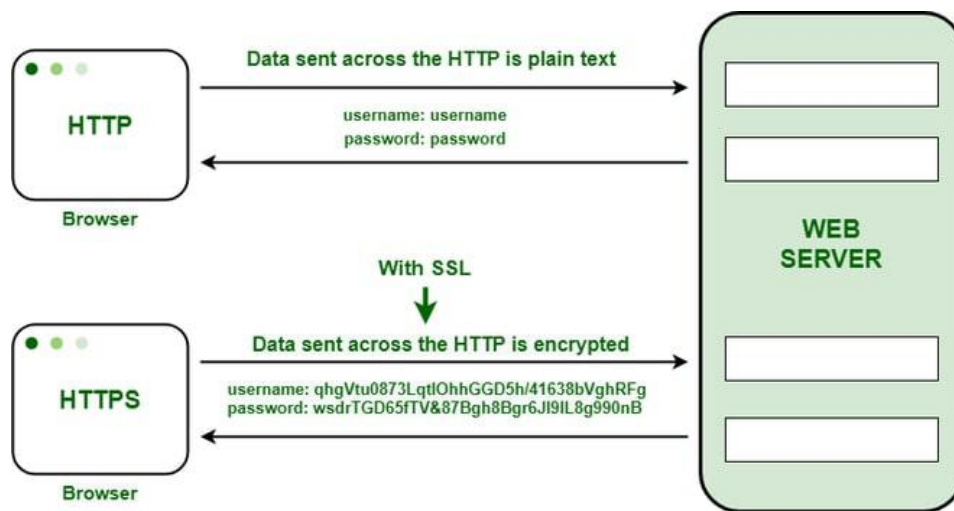 Data sent across the HTTP is plain text
HTTP
username: username
password: password
Browser
WEB
SERVER
With SSL
Data sent across the HTTP is encrypted
HTTPS
username: qhgVtu0873LqtlOhhGGD5h/41638bVghRFg
password: wsdrTGD65fTV&87Bgh8Bgr6Jl9lL8g990nB
Browser